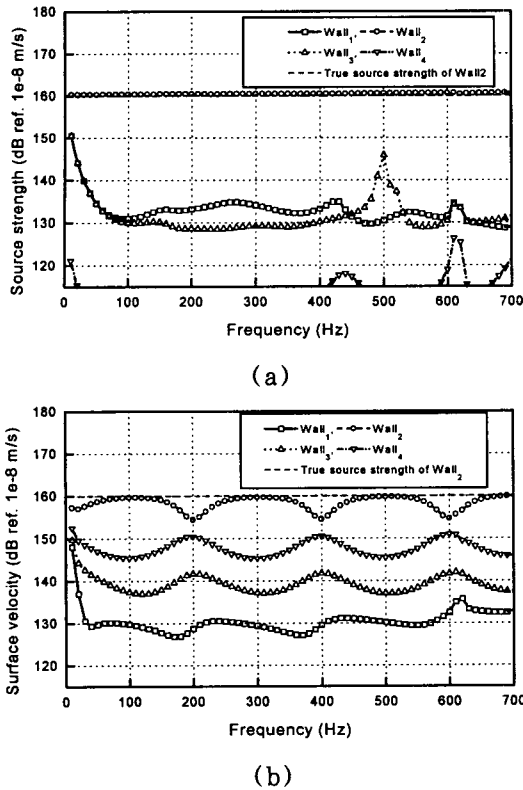 180
170
160
150
140
130
120
Source strength (dB ref. 1e-8 m/s)
Wall1, Wall2
Wall3, Wall4
True source strength of Wall2
0 100 200 300 400 500 600 700
Frequency (Hz)
(a)
180
170
160
150
140
130
120
Surface velocity (dB ref. 1e-8 m/s)
Wall1, Wall2
Wall3, Wall4
True source strength of Wall2
0 100 200 300 400 500 600 700
Frequency (Hz)
(b)